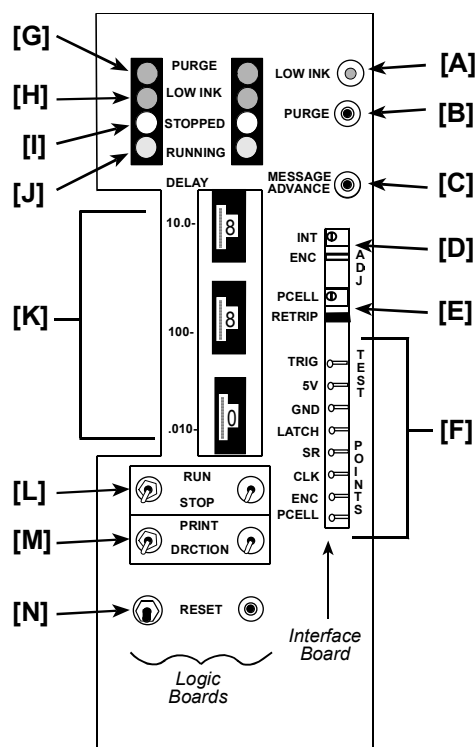 [G]
PURGE
[A]
LOW INK
[H]
LOW INK
[B]
PURGE
[I]
STOPPED
[J]
RUNNING
[C]
MESSAGE
ADVANCE
DELAY
10.0-
8
[D]
INT
ENC
ADJ
[K]
100-
8
[E]
PCELL
RETRIP
.010-
0
[F]
TRIG
5V
GND
LATCH
SR
CLK
ENC
PCELL
TEST
POINTS
[L]
RUN
STOP
[M]
PRINT
DRCTION
[N]
RESET
Interface
Board
Logic
Boards